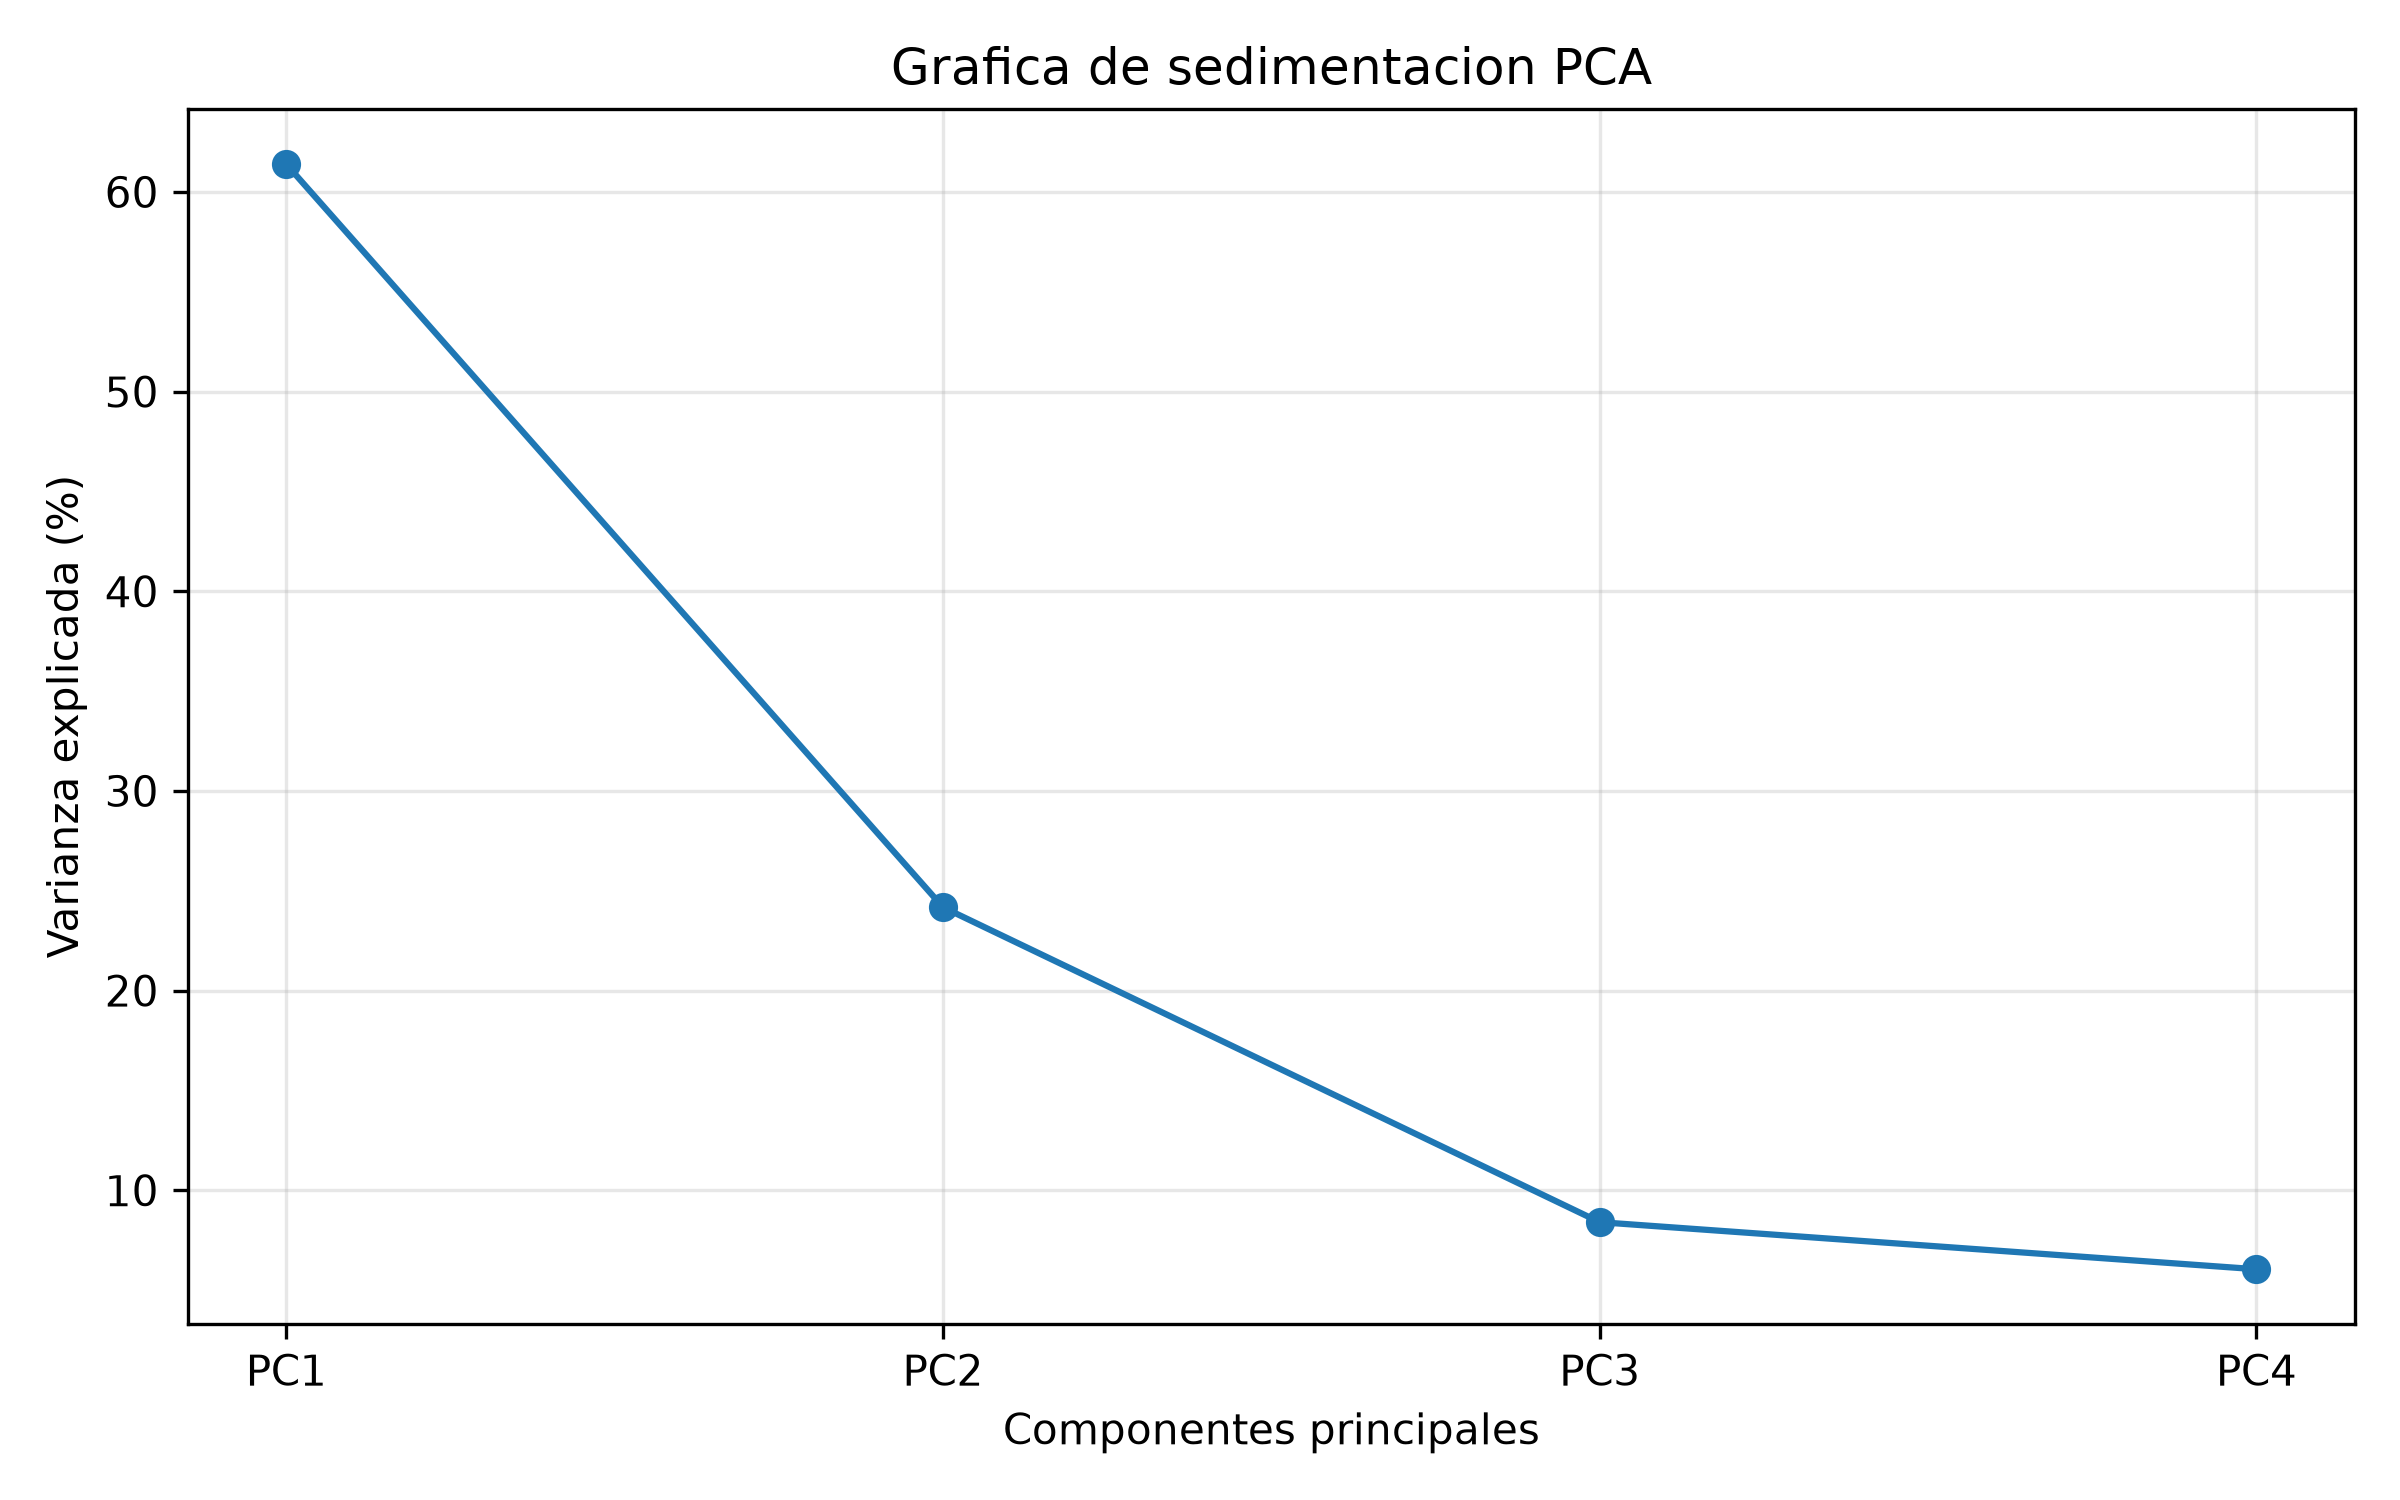 Grafica de sedimentacion PCA
Varianza explicada (%)
60
50
40
30
20
10
PC1 PC2 PC3 PC4
Componentes principales